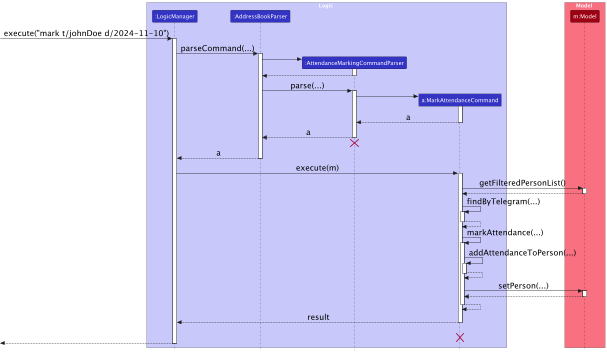 Logic
Model
:LogicManager
:AddressBookParser
m:Model
execute("mark t/johnDoe d/2024-11-10")
parseCommand(...)
:AttendanceMarkingCommandParser
parse(...)
a:MarkAttendanceCommand
a
a
a
execute(m)
getFilteredPersonList()
findByTelegram(...)
markAttendance(...)
addAttendanceToPerson(...)
setPerson(...)
result